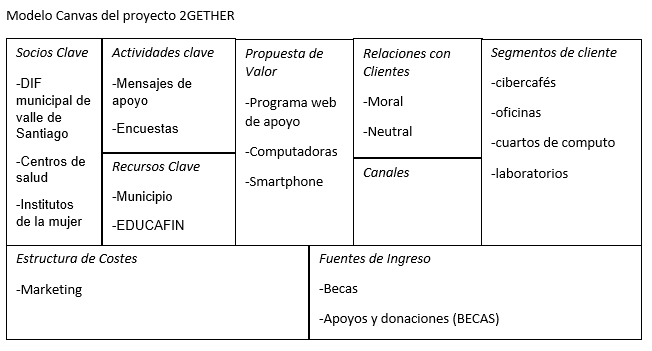 Modelo Canvas del proyecto 2GETHER
Socios Clave
-DIF
municipal de
valle de
Santiago
-Centros de
salud
-Institutos
de la mujer
Actividades clave
-Mensajes de
apoyo
-Encuestas
Recursos Clave
-Municipio
-EDUCAFIN
Propuesta de
Valor
-Programa web
de apoyo
-Computadoras
-Smartphone
Relaciones con
Clientes
-Moral
-Neutral
Canales
Segmentos de cliente
-cibercafés
-oficinas
-cuartos de computo
-laboratorios
Estructura de Costes
-Marketing
Fuentes de Ingreso
-Becas
-Apoyos y donaciones (BECAS)